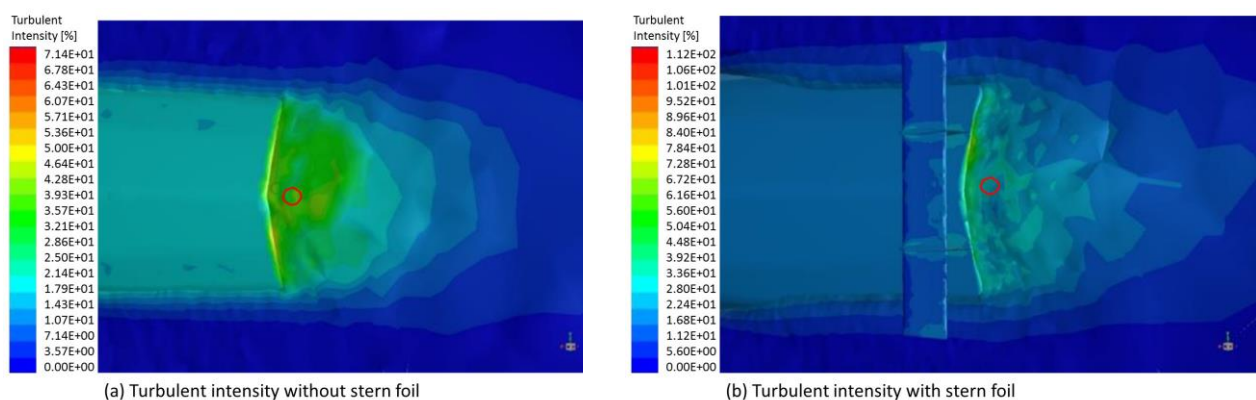 Turbulent
Intensity [%]
7.14E+01
6.78E+01
6.43E+01
6.07E+01
5.71E+01
5.36E+01
5.00E+01
4.64E+01
4.28E+01
3.93E+01
3.57E+01
3.21E+01
2.86E+01
2.50E+01
2.14E+01
1.79E+01
1.43E+01
1.07E+01
7.14E+00
3.57E+00
0.00E+00
(a) Turbulent intensity without stern foil
Turbulent
Intensity [%]
1.12E+02
1.06E+02
1.01E+02
9.52E+01
8.96E+01
8.40E+01
7.84E+01
7.28E+01
6.72E+01
6.16E+01
5.60E+01
5.04E+01
4.48E+01
3.92E+01
3.36E+01
2.80E+01
2.24E+01
1.68E+01
1.12E+01
5.60E+00
0.00E+00
(b) Turbulent intensity with stern foil